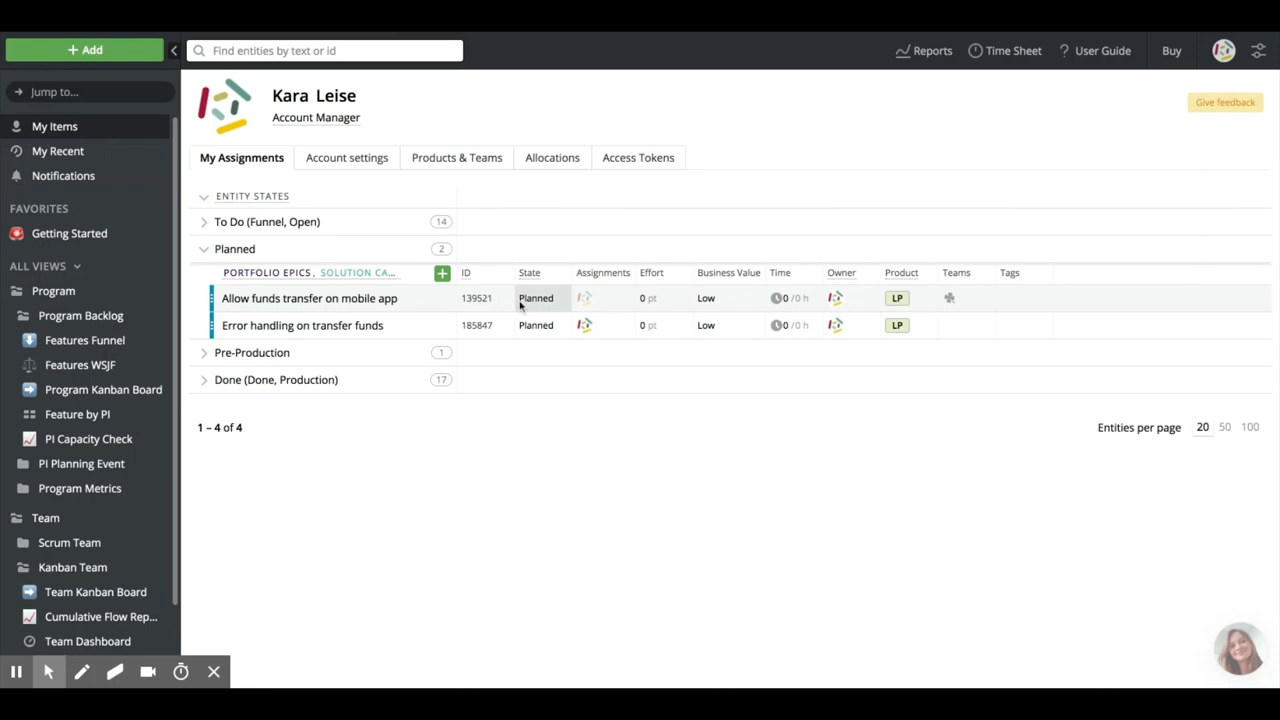 + Add
Find entities by text or id
Reports
Time Sheet
? User Guide
Buy
Jump to...
My Items
My Recent
Notifications
FAVORITES
Getting Started
ALL VIEWS
Program
Program Backlog
Features Funnel
Features WSJF
Program Kanban Board
Feature by PI
PI Capacity Check
PI Planning Event
Program Metrics
Team
Scrum Team
Kanban Team
Team Kanban Board
Cumulative Flow Rep...
Team Dashboard
Kara Leise
Account Manager
Give feedback
My Assignments
Account settings
Products & Teams
Allocations
Access Tokens
ENTITY STATES
To Do (Funnel, Open) 14
Planned 2
PORTFOLIO EPICS, SOLUTION CA... + ID State Assignments Effort Business Value Time Owner Product Teams Tags
Allow funds transfer on mobile app 139521 Planned 0 pt Low 0 / 0 h LP
Error handling on transfer funds 185847 Planned 0 pt Low 0 / 0 h LP
Pre-Production 1
Done (Done, Production) 17
1 – 4 of 4
Entities per page 20 50 100